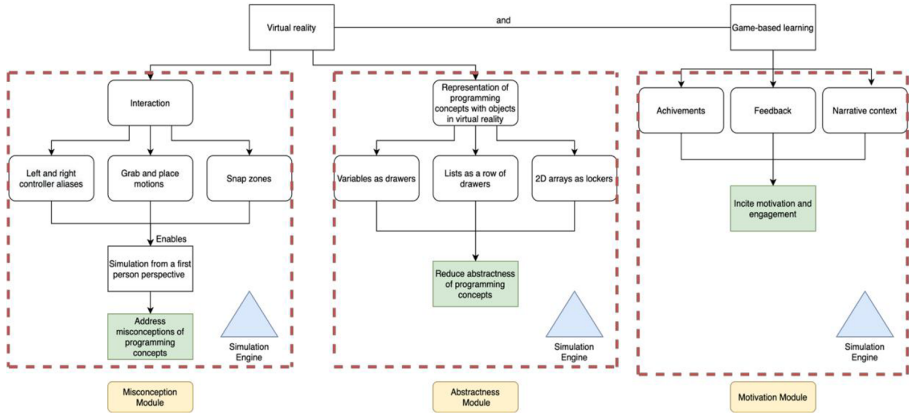 Virtual reality
and
Game-based learning
Interaction
Representation of
programming
concepts with objects
in virtual reality
Achivements
Feedback
Narrative context
Left and right
controller aliases
Grab and place
motions
Snap zones
Variables as drawers
Lists as a row of
drawers
2D arrays as lockers
Incite motivation and
engagement
Enables
Simulation from a first
person perspective
Reduce abstractness
of programming
concepts
Address
misconceptions of
programming
concepts
Simulation
Engine
Simulation
Engine
Simulation
Engine
Misconception
Module
Abstractness
Module
Motivation Module